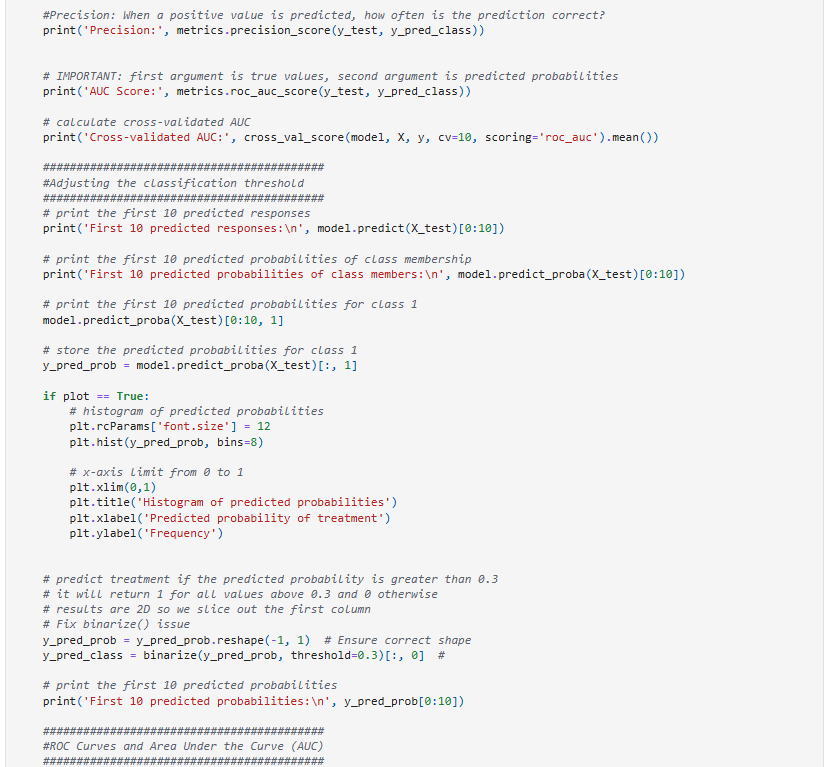 #Precision: When a positive value is predicted, how often is the prediction correct?
print('Precision:', metrics.precision_score(y_test, y_pred_class))
# IMPORTANT: first argument is true values, second argument is predicted probabilities
print('AUC Score:', metrics.roc_auc_score(y_test, y_pred_class))
# calculate cross-validated AUC
print('Cross-validated AUC:', cross_val_score(model, X, y, cv=10, scoring='roc_auc').mean())
##########################################
#Adjusting the classification threshold
##########################################
# print the first 10 predicted responses
print('First 10 predicted responses:\n', model.predict(X_test)[0:10])
# print the first 10 predicted probabilities of class membership
print('First 10 predicted probabilities of class members:\n', model.predict_proba(X_test)[0:10])
# print the first 10 predicted probabilities for class 1
model.predict_proba(X_test)[0:10, 1]
# store the predicted probabilities for class 1
y_pred_prob = model.predict_proba(X_test)[:, 1]
if plot == True:
    # histogram of predicted probabilities
    plt.rcParams['font.size'] = 12
    plt.hist(y_pred_prob, bins=8)
    # x-axis limit from 0 to 1
    plt.xlim(0,1)
    plt.title('Histogram of predicted probabilities')
    plt.xlabel('Predicted probability of treatment')
    plt.ylabel('Frequency')
# predict treatment if the predicted probability is greater than 0.3
# it will return 1 for all values above 0.3 and 0 otherwise
# results are 2D so we slice out the first column
# Fix binarize() issue
y_pred_prob = y_pred_prob.reshape(-1, 1)  # Ensure correct shape
y_pred_class = binarize(y_pred_prob, threshold=0.3)[:, 0]  #
# print the first 10 predicted probabilities
print('First 10 predicted probabilities:\n', y_pred_prob[0:10])
##########################################
#ROC Curves and Area Under the Curve (AUC)
##########################################